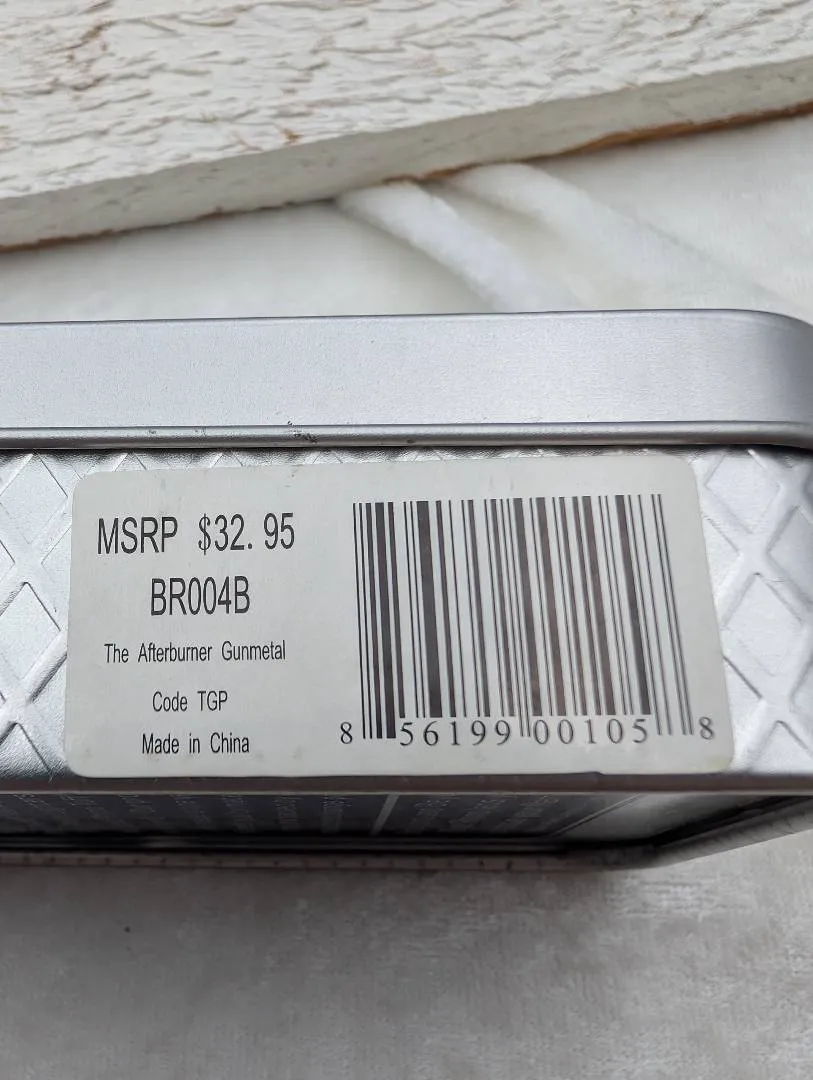 MSRP $32.95
BR004B
The Afterburner Gunmetal
Code TGP
Made in China
8 56199 00105 8